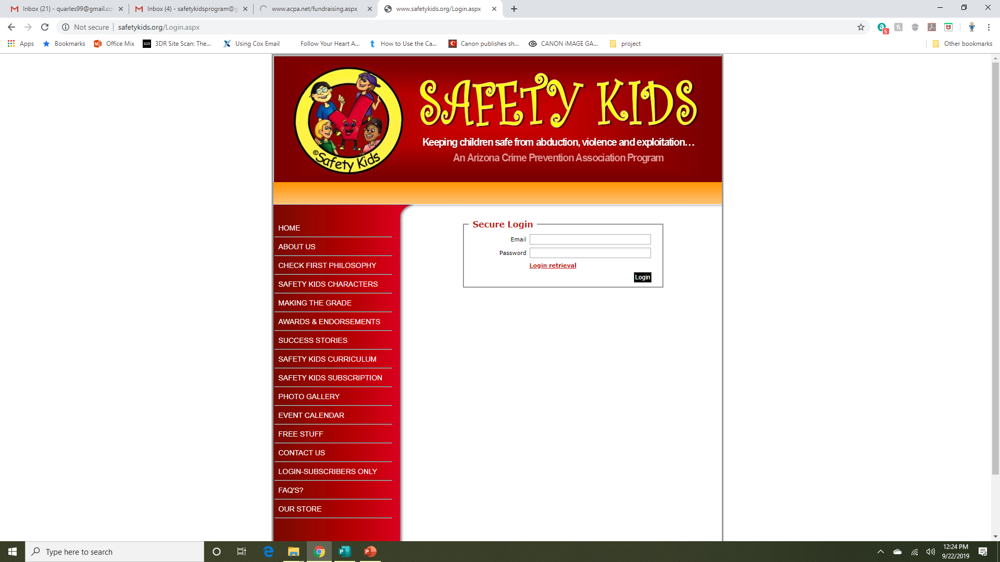 Inbox (21) - quarles99@gmail.co
Inbox (4) - safetykidsprogram@g
www.acpa.net/fundraising.aspx
www.safetykids.org/Login.aspx
Not secure
safetykids.org/Login.aspx
5
Apps
Bookmarks
Office Mix
3DR Site Scan: The...
Using Cox Email
Follow Your Heart A...
How to Use the Ca...
Canon publishes sh...
CANON iMAGE GA...
project
Other bookmarks
©Safety Kids
SAFETY KIDS
Keeping children safe from abduction, violence and exploitation…
An Arizona Crime Prevention Association Program
HOME
ABOUT US
CHECK FIRST PHILOSOPHY
SAFETY KIDS CHARACTERS
MAKING THE GRADE
AWARDS & ENDORSEMENTS
SUCCESS STORIES
SAFETY KIDS CURRICULUM
SAFETY KIDS SUBSCRIPTION
PHOTO GALLERY
EVENT CALENDAR
FREE STUFF
CONTACT US
LOGIN-SUBSCRIBERS ONLY
FAQ'S?
OUR STORE
Secure Login
Email
Password
Login retrieval
Login
Type here to search
12:24 PM
9/22/2019